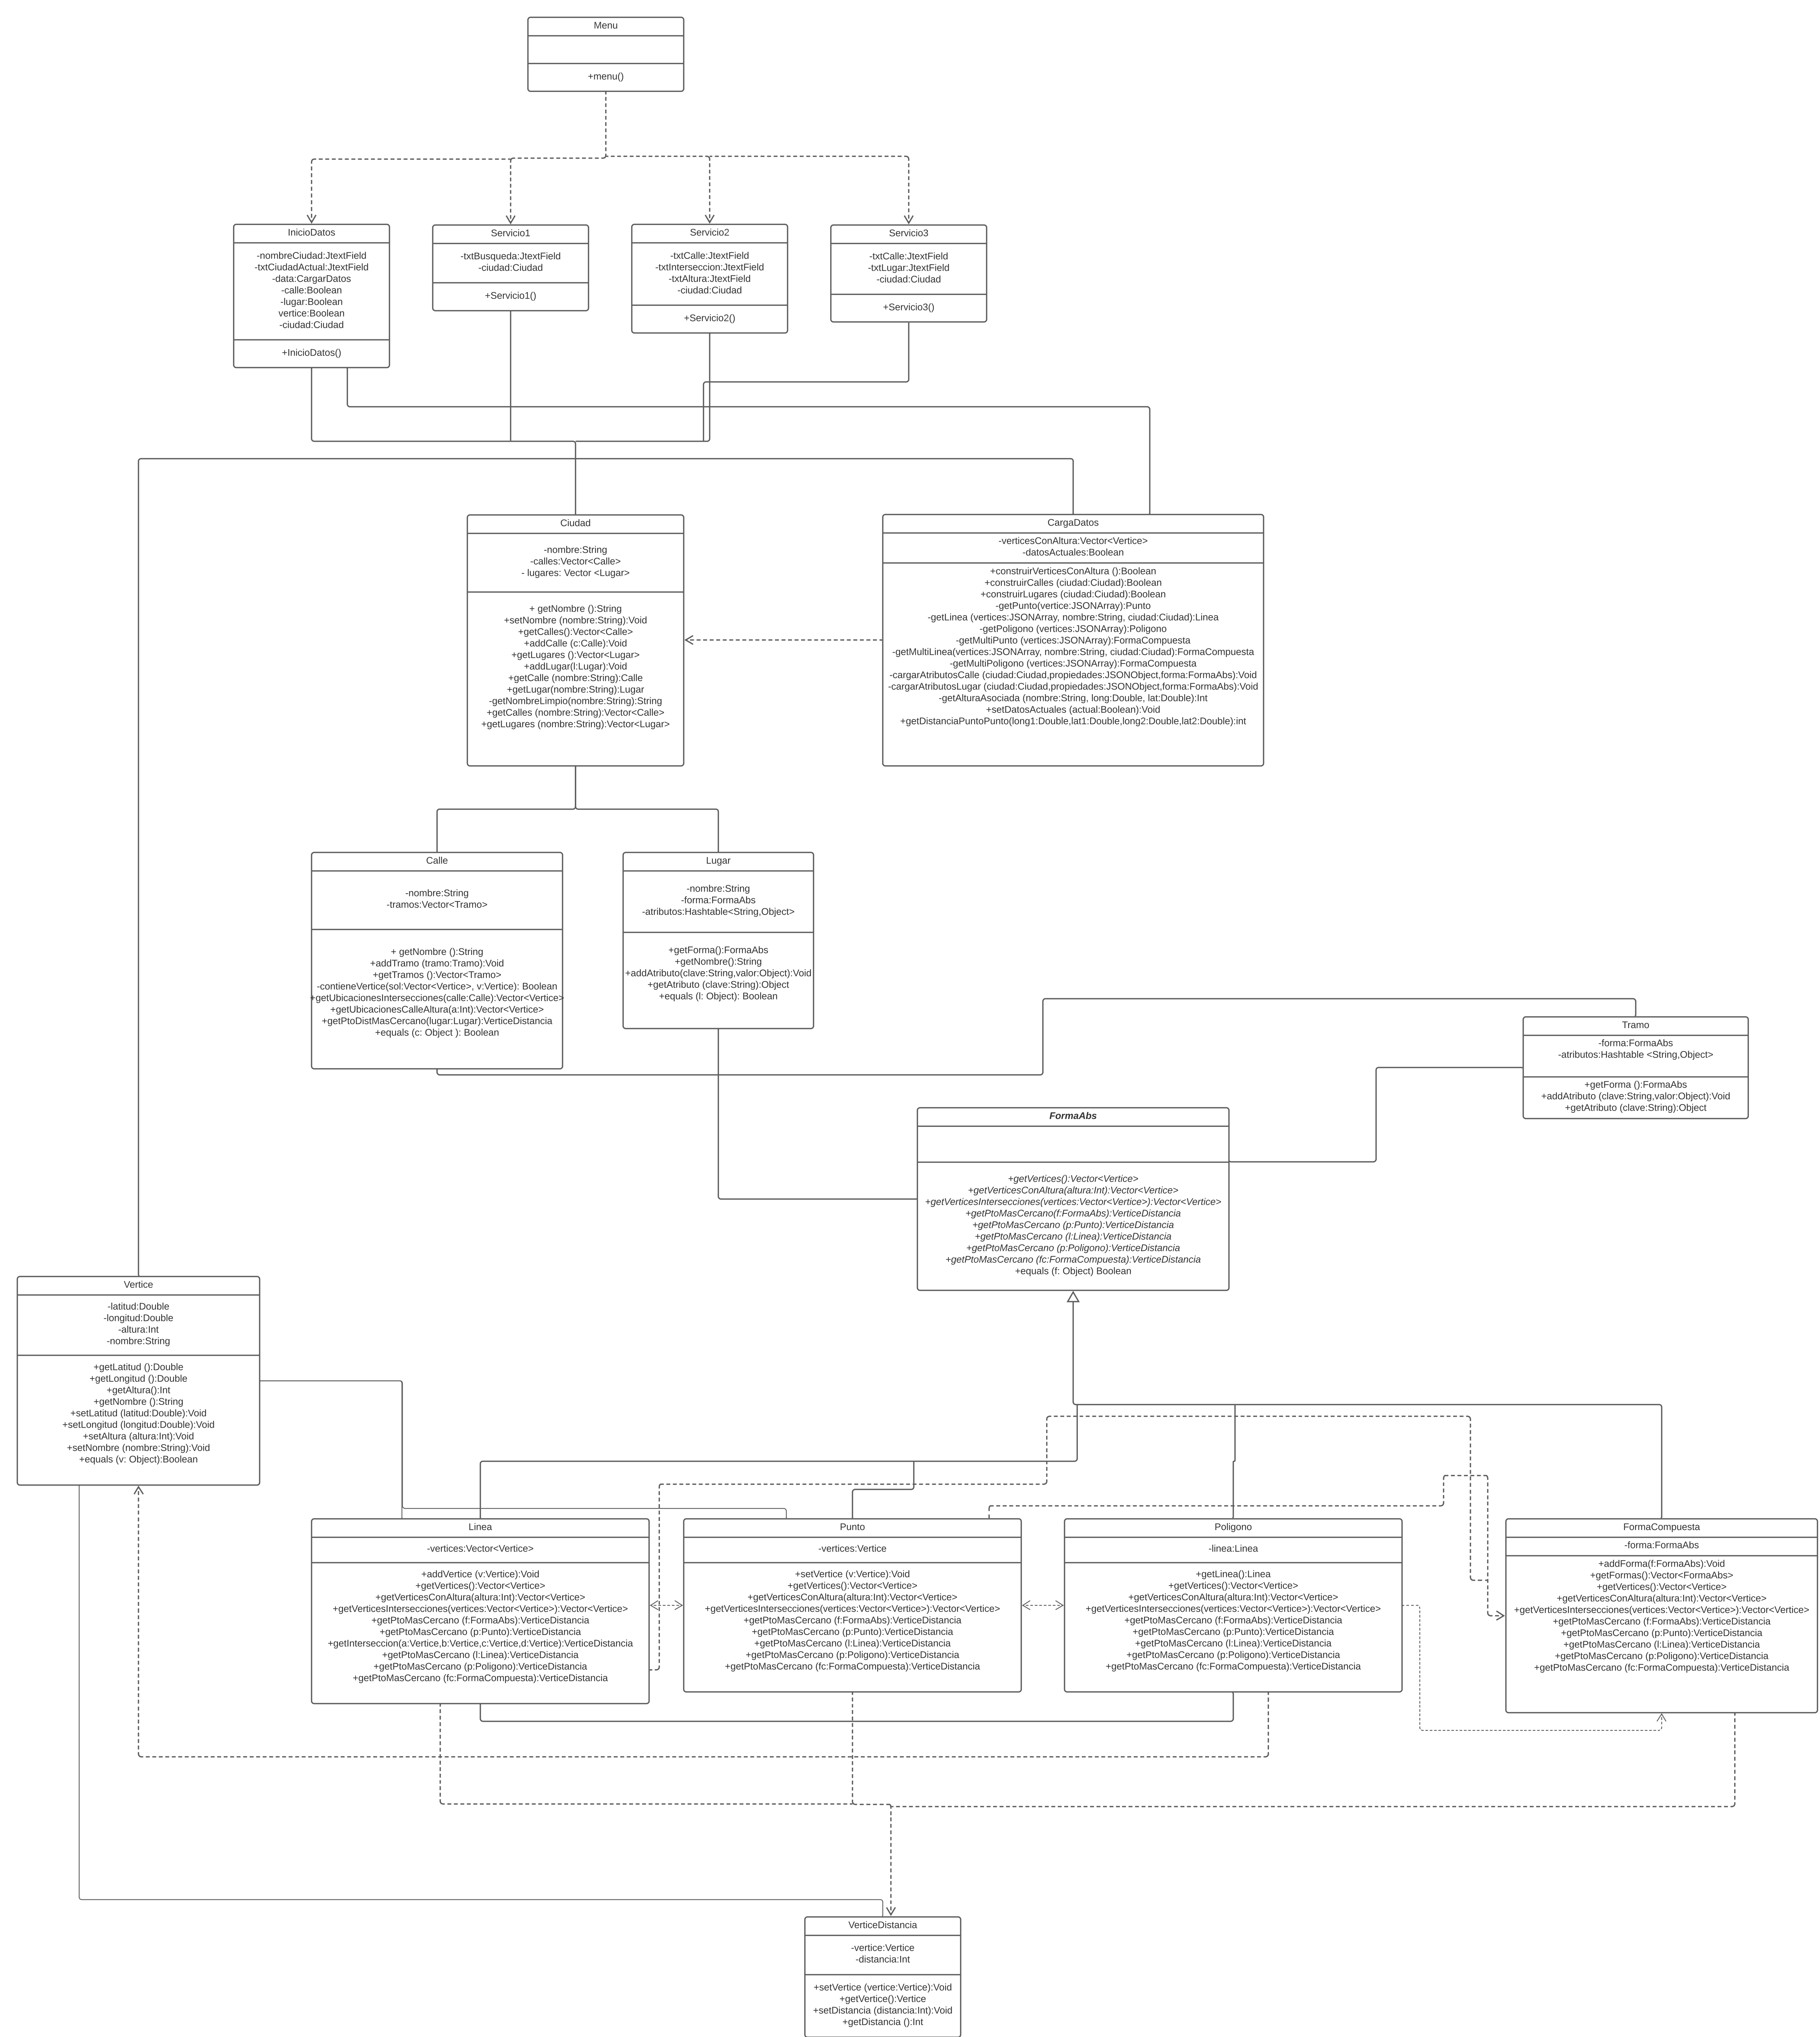 Menu
+menu()
InicioDatos
-nombreCiudad:JtextField
-txtCiudadActual:JtextField
-data:CargarDatos
-calle:Boolean
-lugar:Boolean
vertice:Boolean
-ciudad:Ciudad
+InicioDatos()
Servicio1
-txtBusqueda:JtextField
-ciudad:Ciudad
+Servicio1()
Servicio2
-txtCalle:JtextField
-txtInterseccion:JtextField
-txtAltura:JtextField
-ciudad:Ciudad
+Servicio2()
Servicio3
-txtCalle:JtextField
-txtLugar:JtextField
-ciudad:Ciudad
+Servicio3()
Ciudad
-nombre:String
-calles:Vector<Calle>
- lugares: Vector <Lugar>
+ getNombre ():String
+setNombre (nombre:String):Void
+getCalles():Vector<Calle>
+addCalle (c:Calle):Void
+getLugares ():Vector<Lugar>
+addLugar(l:Lugar):Void
+getCalle (nombre:String):Calle
+getLugar(nombre:String):Lugar
-getNombreLimpio(nombre:String):String
+getCalles (nombre:String):Vector<Calle>
+getLugares (nombre:String):Vector<Lugar>
CargaDatos
-verticesConAltura:Vector<Vertice>
-datosActuales:Boolean
+construirVerticesConAltura ():Boolean
+construirCalles (ciudad:Ciudad):Boolean
+construirLugares (ciudad:Ciudad):Boolean
-getPunto(vertice:JSONArray):Punto
-getLinea (vertices:JSONArray, nombre:String, ciudad:Ciudad):Linea
-getPoligono (vertices:JSONArray):Poligono
-getMultiPunto (vertices:JSONArray):FormaCompuesta
-getMultiLinea(vertices:JSONArray, nombre:String, ciudad:Ciudad):FormaCompuesta
-getMultiPoligono (vertices:JSONArray):FormaCompuesta
-cargarAtributosCalle (ciudad:Ciudad,propiedades:JSONObject,forma:FormaAbs):Void
-cargarAtributosLugar (ciudad:Ciudad,propiedades:JSONObject,forma:FormaAbs):Void
-getAlturaAsociada (nombre:String, long:Double, lat:Double):Int
+setDatosActuales (actual:Boolean):Void
+getDistanciaPuntoPunto(long1:Double,lat1:Double,long2:Double,lat2:Double):int
Calle
-nombre:String
-tramos:Vector<Tramo>
+ getNombre ():String
+addTramo (tramo:Tramo):Void
+getTramos ():Vector<Tramo>
-contieneVertice(sol:Vector<Vertice>, v:Vertice): Boolean
+getUbicacionesIntersecciones(calle:Calle):Vector<Vertice>
+getUbicacionesCalleAltura(a:Int):Vector<Vertice>
+getPtoDistMasCercano(lugar:Lugar):VerticeDistancia
+equals (c: Object ): Boolean
Lugar
-nombre:String
-forma:FormaAbs
-atributos:Hashtable<String,Object>
+getForma():FormaAbs
+getNombre():String
+addAtributo(clave:String,valor:Object):Void
+getAtributo (clave:String):Object
+equals (l: Object): Boolean
Tramo
-forma:FormaAbs
-atributos:Hashtable <String,Object>
+getForma ():FormaAbs
+addAtributo (clave:String,valor:Object):Void
+getAtributo (clave:String):Object
FormaAbs
+getVertices():Vector<Vertice>
+getVerticesConAltura(altura:Int):Vector<Vertice>
+getVerticesIntersecciones(vertices:Vector<Vertice>):Vector<Vertice>
+getPtoMasCercano(f:FormaAbs):VerticeDistancia
+getPtoMasCercano (p:Punto):VerticeDistancia
+getPtoMasCercano (l:Linea):VerticeDistancia
+getPtoMasCercano (p:Poligono):VerticeDistancia
+getPtoMasCercano (fc:FormaCompuesta):VerticeDistancia
+equals (f: Object) Boolean
Vertice
-latitud:Double
-longitud:Double
-altura:Int
-nombre:String
+getLatitud ():Double
+getLongitud ():Double
+getAltura():Int
+getNombre ():String
+setLatitud (latitud:Double):Void
+setLongitud (longitud:Double):Void
+setAltura (altura:Int):Void
+setNombre (nombre:String):Void
+equals (v: Object):Boolean
Linea
-vertices:Vector<Vertice>
+addVertice (v:Vertice):Void
+getVertices():Vector<Vertice>
+getVerticesConAltura(altura:Int):Vector<Vertice>
+getVerticesIntersecciones(vertices:Vector<Vertice>):Vector<Vertice>
+getPtoMasCercano (f:FormaAbs):VerticeDistancia
+getPtoMasCercano (p:Punto):VerticeDistancia
+getInterseccion(a:Vertice,b:Vertice,c:Vertice,d:Vertice):VerticeDistancia
+getPtoMasCercano (l:Linea):VerticeDistancia
+getPtoMasCercano (p:Poligono):VerticeDistancia
+getPtoMasCercano (fc:FormaCompuesta):VerticeDistancia
Punto
-vertices:Vertice
+setVertice (v:Vertice):Void
+getVertices():Vector<Vertice>
+getVerticesConAltura(altura:Int):Vector<Vertice>
+getVerticesIntersecciones(vertices:Vector<Vertice>):Vector<Vertice>
+getPtoMasCercano (f:FormaAbs):VerticeDistancia
+getPtoMasCercano (p:Punto):VerticeDistancia
+getPtoMasCercano (l:Linea):VerticeDistancia
+getPtoMasCercano (p:Poligono):VerticeDistancia
+getPtoMasCercano (fc:FormaCompuesta):VerticeDistancia
Poligono
-linea:Linea
+getLinea():Linea
+getVertices():Vector<Vertice>
+getVerticesConAltura(altura:Int):Vector<Vertice>
+getVerticesIntersecciones(vertices:Vector<Vertice>):Vector<Vertice>
+getPtoMasCercano (f:FormaAbs):VerticeDistancia
+getPtoMasCercano (p:Punto):VerticeDistancia
+getPtoMasCercano (l:Linea):VerticeDistancia
+getPtoMasCercano (p:Poligono):VerticeDistancia
+getPtoMasCercano (fc:FormaCompuesta):VerticeDistancia
FormaCompuesta
-forma:FormaAbs
+addForma(f:FormaAbs):Void
+getFormas():Vector<FormaAbs>
+getVertices():Vector<Vertice>
+getVerticesConAltura(altura:Int):Vector<Vertice>
+getVerticesIntersecciones(vertices:Vector<Vertice>):Vector<Vertice>
+getPtoMasCercano (f:FormaAbs):VerticeDistancia
+getPtoMasCercano (p:Punto):VerticeDistancia
+getPtoMasCercano (l:Linea):VerticeDistancia
+getPtoMasCercano (p:Poligono):VerticeDistancia
+getPtoMasCercano (fc:FormaCompuesta):VerticeDistancia
VerticeDistancia
-vertice:Vertice
-distancia:Int
+setVertice (vertice:Vertice):Void
+getVertice():Vertice
+setDistancia (distancia:Int):Void
+getDistancia ():Int